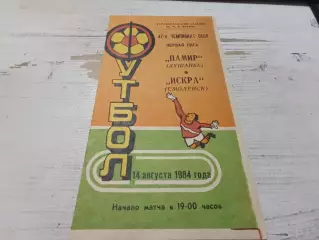 ФУТБОЛ
47-й ЧЕМПИОНАТ СССР
ПЕРВАЯ ЛИГА
"ПАМИР"
(ДУШАНБЕ)
"ИСКРА"
(СМОЛЕНСК)
14 августа 1984 года
Начало матча в 19-00 часов